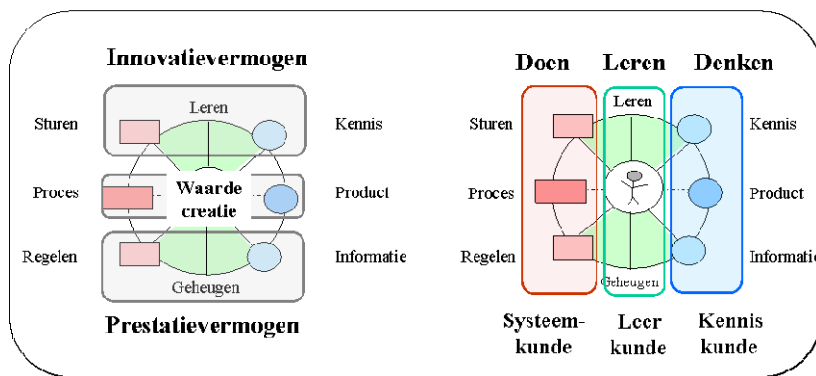 Innovatievermogen
Leren
Sturen
Kennis
Proces
Waarde
creatie
Product
Regelen
Informatie
Geheugen
Prestatievermogen
Doen
Leren
Denken
Leren
Sturen
Kennis
Proces
Product
Regelen
Informatie
Geheugen
Systeem-
kunde
Leer
kunde
Kennis
kunde